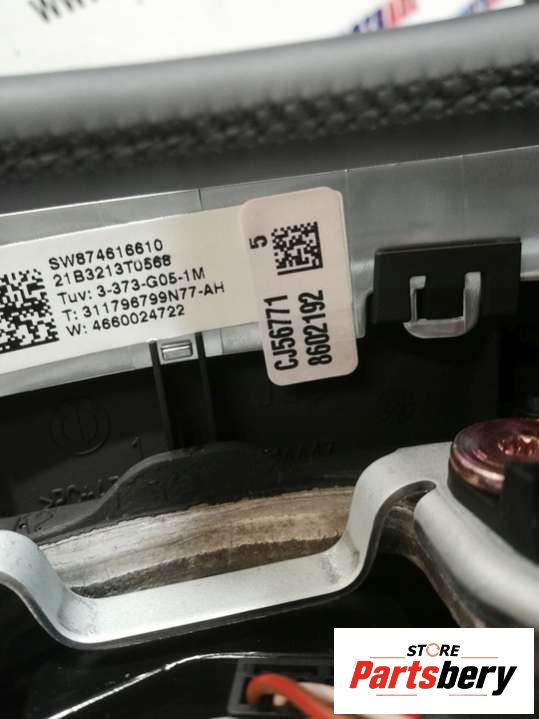 SW874616610
21B3213T0568
Tuv: 3-373-G05-1M
T: 311796799N77-AH
W: 4660024722
5
CJ56771
8602192
STORE
Partsbery